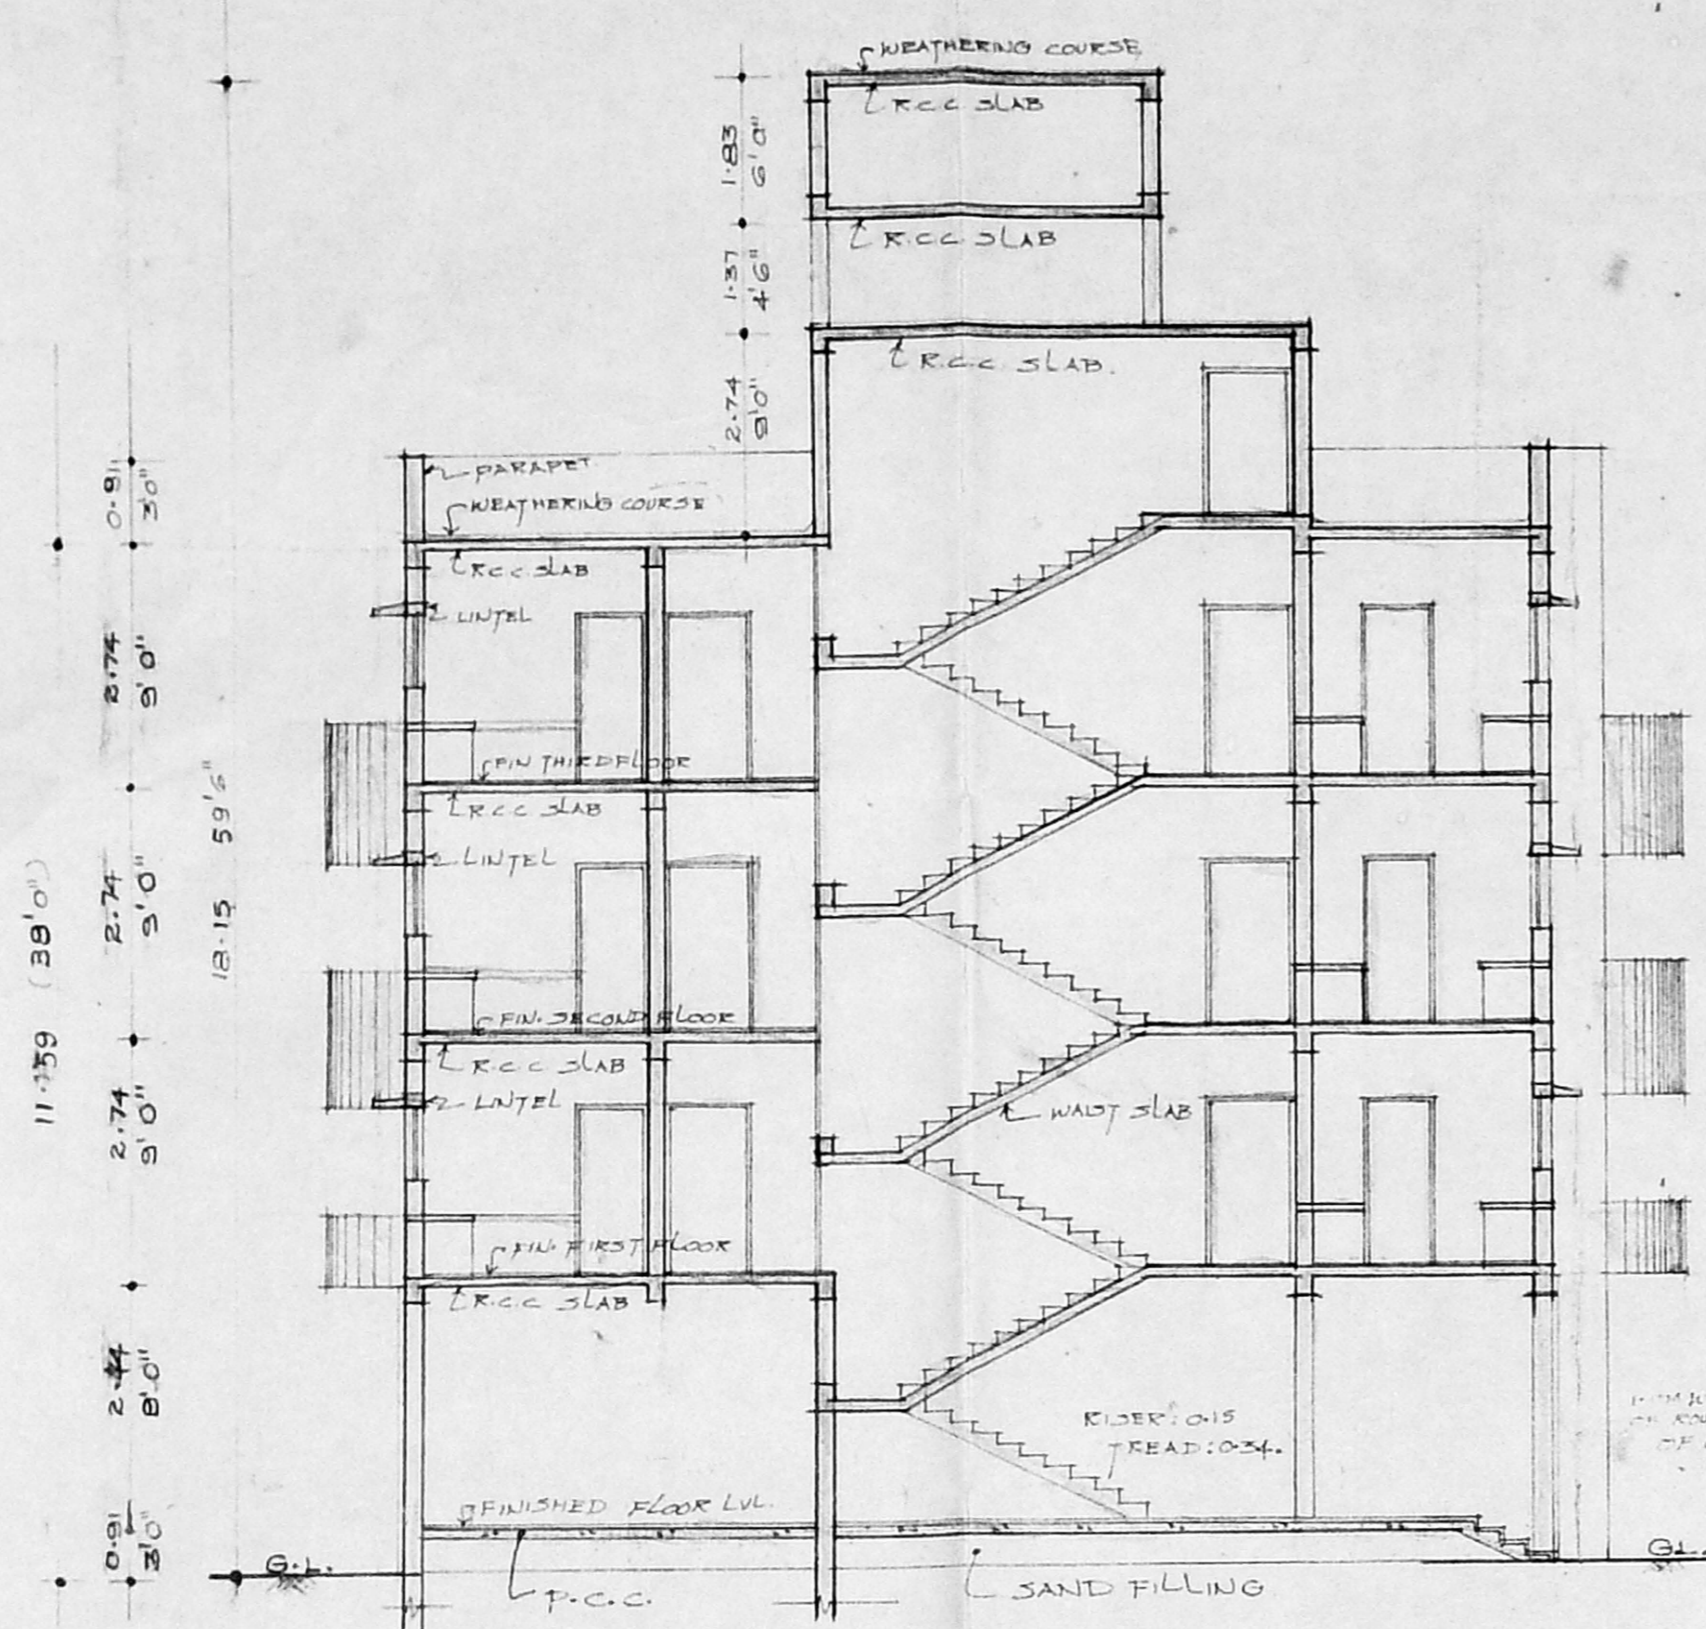 WEATHERING COURSE
R.C.C SLAB
1.83
6'0"
R.C.C. SLAB
1.37
4'6"
R.C.C. SLAB.
2.74
9'0"
PARAPET
WEATHERING COURSE
0.91
3'0"
R.C.C. SLAB
LINTEL
2.74
9'0"
FIN THIRD FLOOR
R.C.C SLAB
LINTEL
2.74
9'0"
18.15 59'6"
11.59 (38'0")
FIN. SECOND FLOOR
R.C.C SLAB
LINTEL
2.74
9'0"
WAIST SLAB
FIN. FIRST FLOOR
R.C.C SLAB
2.44
8'0"
RISER: 0.15
TREAD: 0.34.
FINISHED FLOOR LVL.
0.91
3'0"
G.L.
G.L.
P.C.C.
SAND FILLING
OF